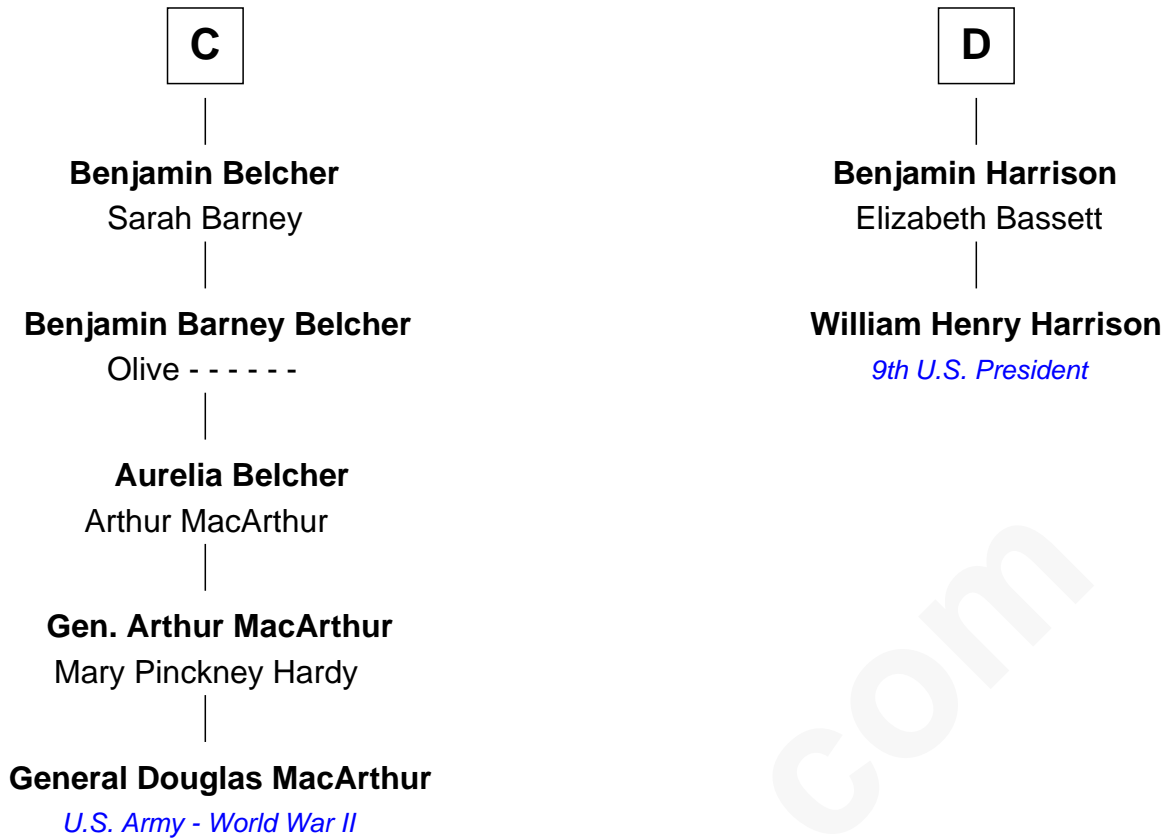 C
Benjamin Belcher
Sarah Barney
Benjamin Barney Belcher
Olive - - - - - -
Aurelia Belcher
Arthur MacArthur
Gen. Arthur MacArthur
Mary Pinckney Hardy
General Douglas MacArthur
U.S. Army - World War II
D
Benjamin Harrison
Elizabeth Bassett
William Henry Harrison
9th U.S. President
com